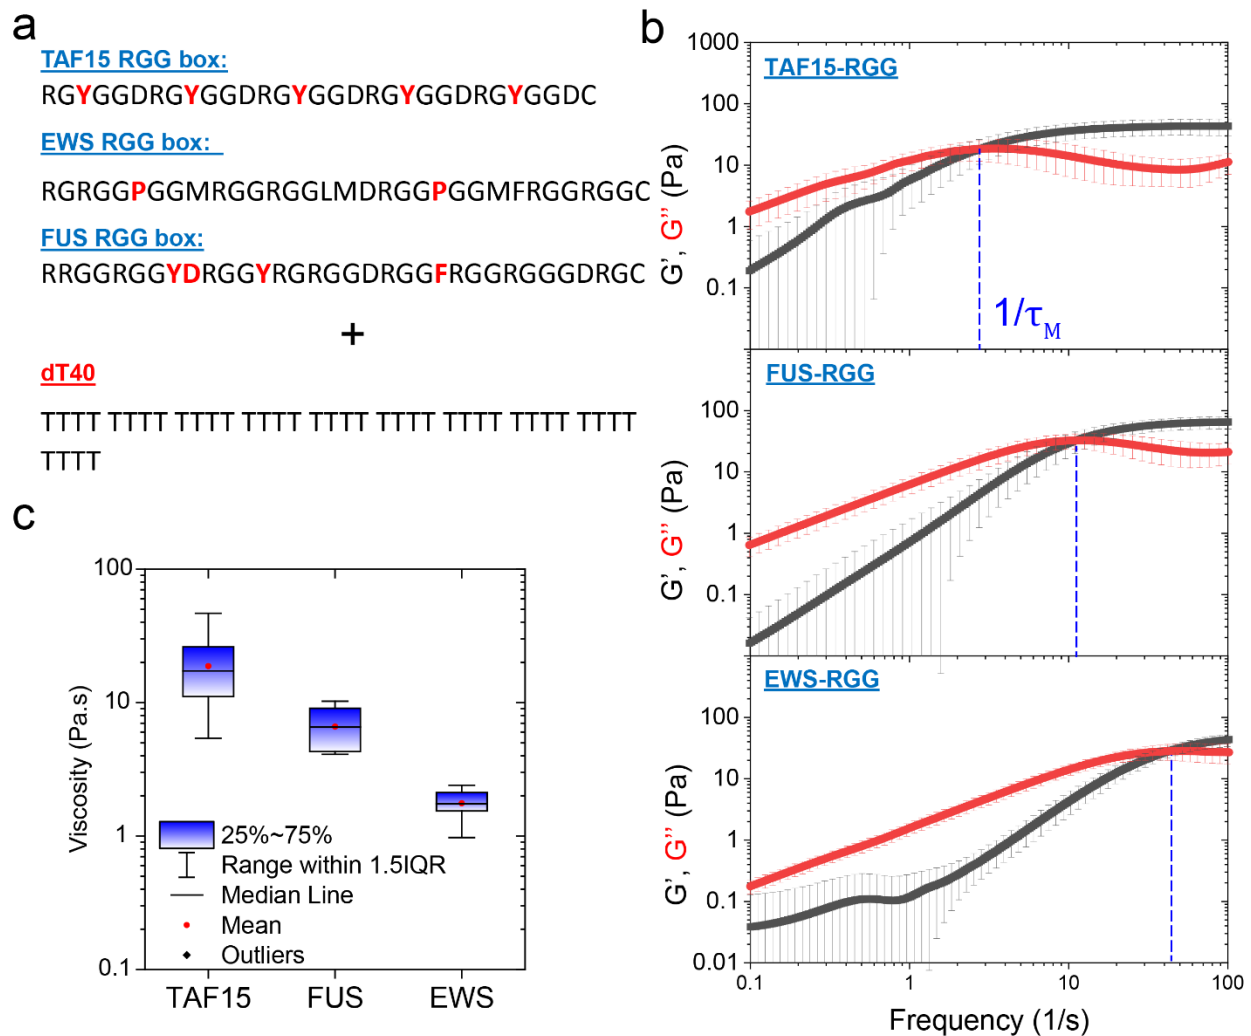 a
TAF15 RGG box:
RGYGGDRGYGGDRGYGGDRGYGGDRGYGGDC
EWS RGG box:
RGRGGPGGMRGGRGGLMDRGGPGGMFRGGRGGC
FUS RGG box:
RRGGRGGYDRGGYRGRGGDRGGFRGGRGGGDRGC
+
dT40
TTTT TTTT TTTT TTTT TTTT TTTT TTTT TTTT TTTT
TTTT
b
TAF15-RGG
1000
100
10
1
0.1
G', G'' (Pa)
1/τM
FUS-RGG
100
10
1
0.1
G', G'' (Pa)
EWS-RGG
100
10
1
0.1
0.01
G', G'' (Pa)
0.1 1 10 100
Frequency (1/s)
c
100
10
1
0.1
Viscosity (Pa.s)
25%~75%
Range within 1.5IQR
Median Line
Mean
Outliers
TAF15 FUS EWS